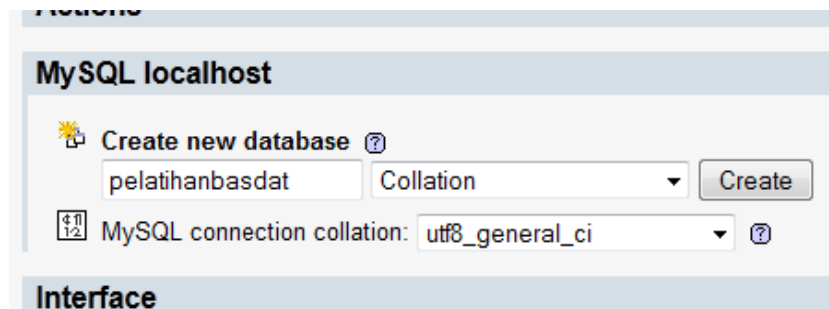 Actions
MySQL localhost
Create new database
pelatihanbasdat Collation Create
MySQL connection collation: utf8_general_ci
Interface